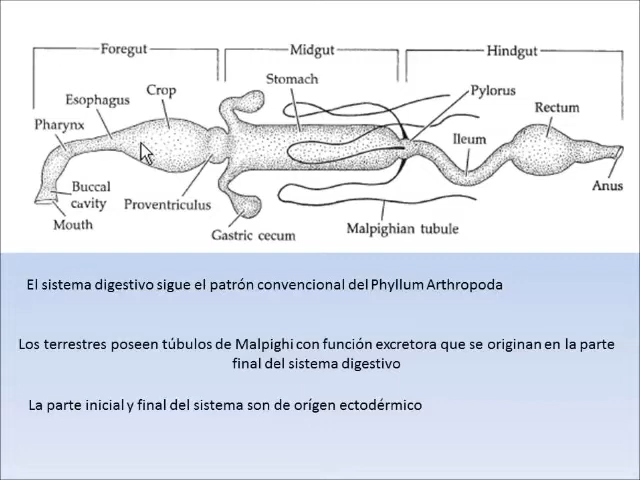 Foregut
Midgut
Hindgut
Stomach
Crop
Pylorus
Esophagus
Rectum
Pharynx
Ileum
Buccal
cavity
Anus
Proventriculus
Mouth
Malpighian tubule
Gastric cecum
El sistema digestivo sigue el patrón convencional del Phyllum Arthropoda
Los terrestres poseen túbulos de Malpighi con función excretora que se originan en la parte
final del sistema digestivo
La parte inicial y final del sistema son de orígen ectodérmico